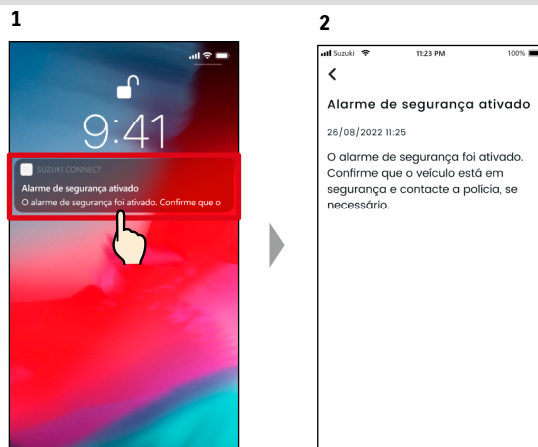 1
9:41
SUZUKI CONNECT
Alarme de segurança ativado
O alarme de segurança foi ativado. Confirme que o
2
Suzuki 11:23 PM 100%
Alarme de segurança ativado
26/08/2022 11:25
O alarme de segurança foi ativado.
Confirme que o veículo está em
segurança e contacte a polícia, se
necessário.